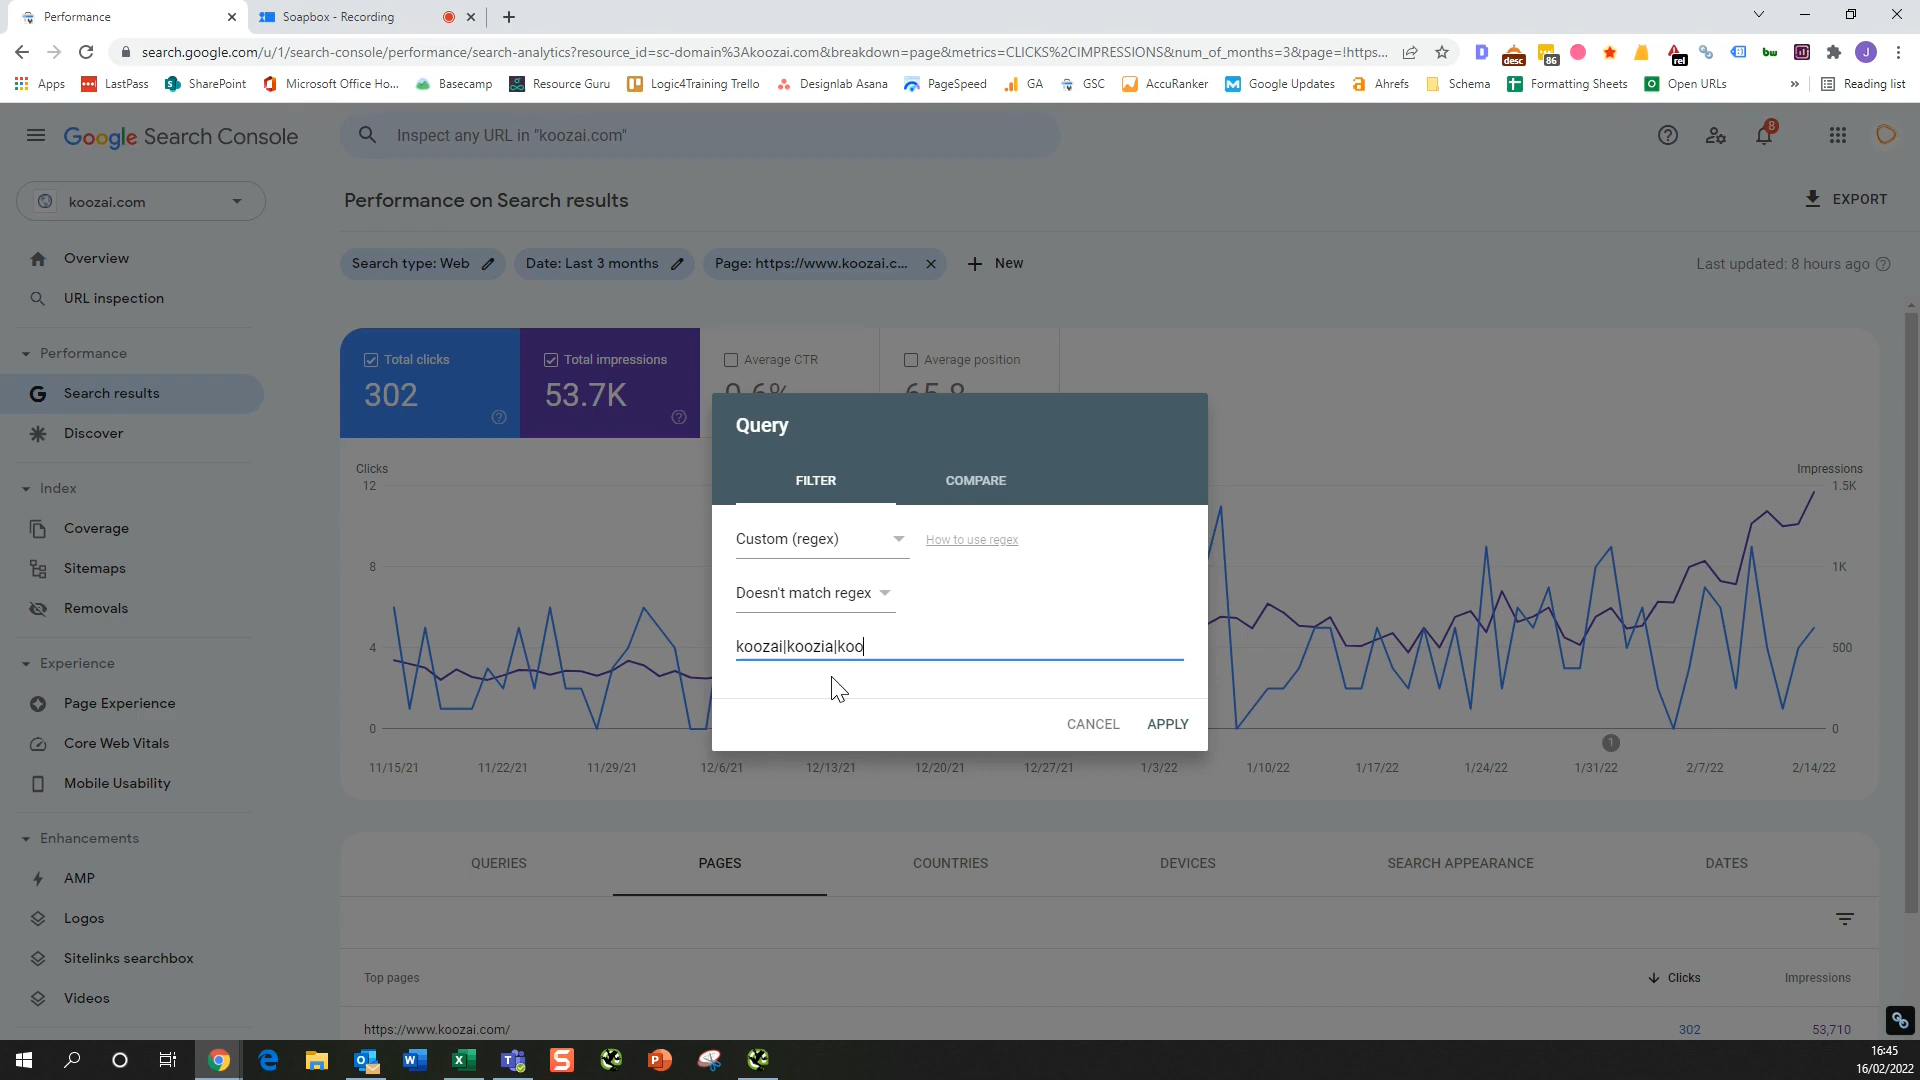 Performance
Soapbox - Recording
search.google.com/u/1/search-console/performance/search-analytics?resource_id=sc-domain%3Akoozai.com&breakdown=page&metrics=CLICKS%2CIMPRESSIONS&num_of_months=3&page=!https...
desc
86
rel
bw
J
Apps
LastPass
SharePoint
Microsoft Office Ho...
Basecamp
Resource Guru
Logic4Training Trello
Designlab Asana
PageSpeed
GA
GSC
AccuRanker
Google Updates
Ahrefs
Schema
Formatting Sheets
Open URLs
»
Reading list
Google Search Console
Inspect any URL in "koozai.com"
8
koozai.com
Performance on Search results
EXPORT
Search type: Web
Date: Last 3 months
Page: https://www.koozai.c...
New
Last updated: 8 hours ago
Overview
URL inspection
Performance
Search results
Discover
Index
Coverage
Sitemaps
Removals
Experience
Page Experience
Core Web Vitals
Mobile Usability
Enhancements
AMP
Logos
Sitelinks searchbox
Videos
Total clicks
302
Total impressions
53.7K
Average CTR
0.6%
Average position
65.8
Clicks
12
8
4
0
Impressions
1.5K
1K
500
0
1
11/15/21
11/22/21
11/29/21
12/6/21
12/13/21
12/20/21
12/27/21
1/3/22
1/10/22
1/17/22
1/24/22
1/31/22
2/7/22
2/14/22
Query
FILTER
COMPARE
Custom (regex)
How to use regex
Doesn't match regex
koozai|koozia|koo
CANCEL
APPLY
QUERIES
PAGES
COUNTRIES
DEVICES
SEARCH APPEARANCE
DATES
Top pages
Clicks
Impressions
https://www.koozai.com/
302
53,710
16:45
16/02/2022